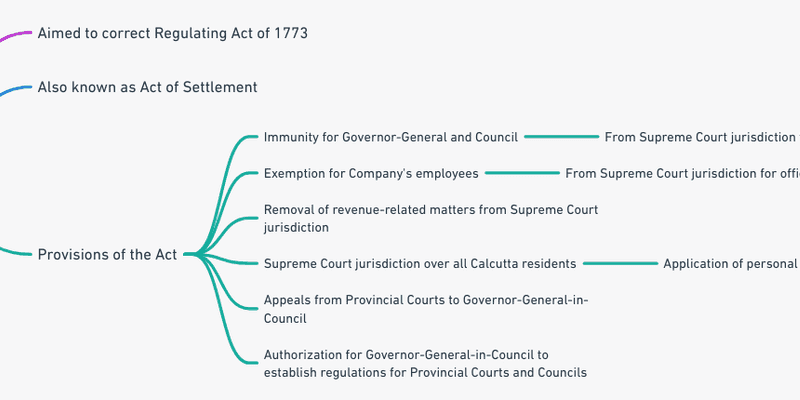 Aimed to correct Regulating Act of 1773
Also known as Act of Settlement
Immunity for Governor-General and Council
From Supreme Court jurisdiction
Exemption for Company's employees
From Supreme Court jurisdiction for
Removal of revenue-related matters from Supreme Court
jurisdiction
Provisions of the Act
Supreme Court jurisdiction over all Calcutta residents
Application of personal
Appeals from Provincial Courts to Governor-General-in-
Council
Authorization for Governor-General-in-Council to
establish regulations for Provincial Courts and Councils